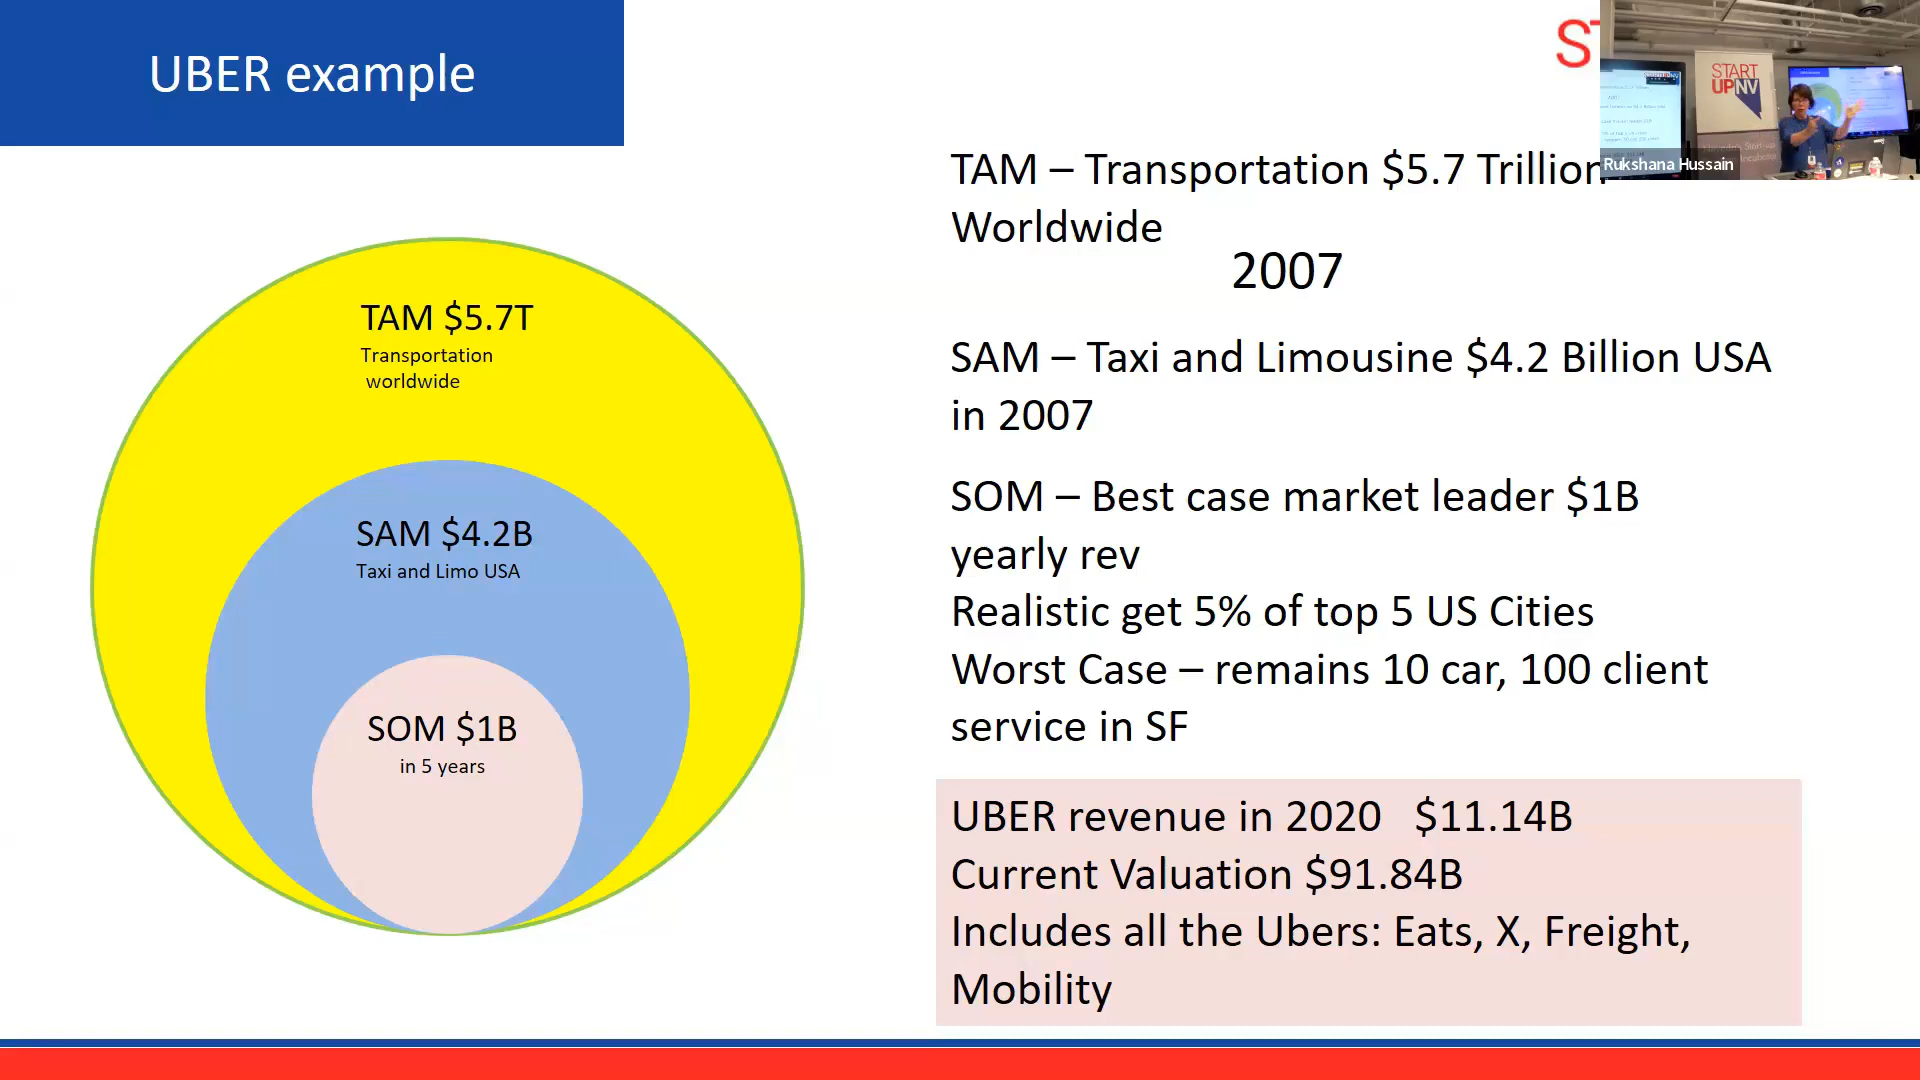 UBER example
ST
START
UPNV
Rukshana Hussain
TAM – Transportation $5.7 Trillion
Worldwide
2007
SAM – Taxi and Limousine $4.2 Billion USA
in 2007
SOM – Best case market leader $1B
yearly rev
Realistic get 5% of top 5 US Cities
Worst Case – remains 10 car, 100 client
service in SF
UBER revenue in 2020 $11.14B
Current Valuation $91.84B
Includes all the Ubers: Eats, X, Freight,
Mobility
TAM $5.7T
Transportation
worldwide
SAM $4.2B
Taxi and Limo USA
SOM $1B
in 5 years